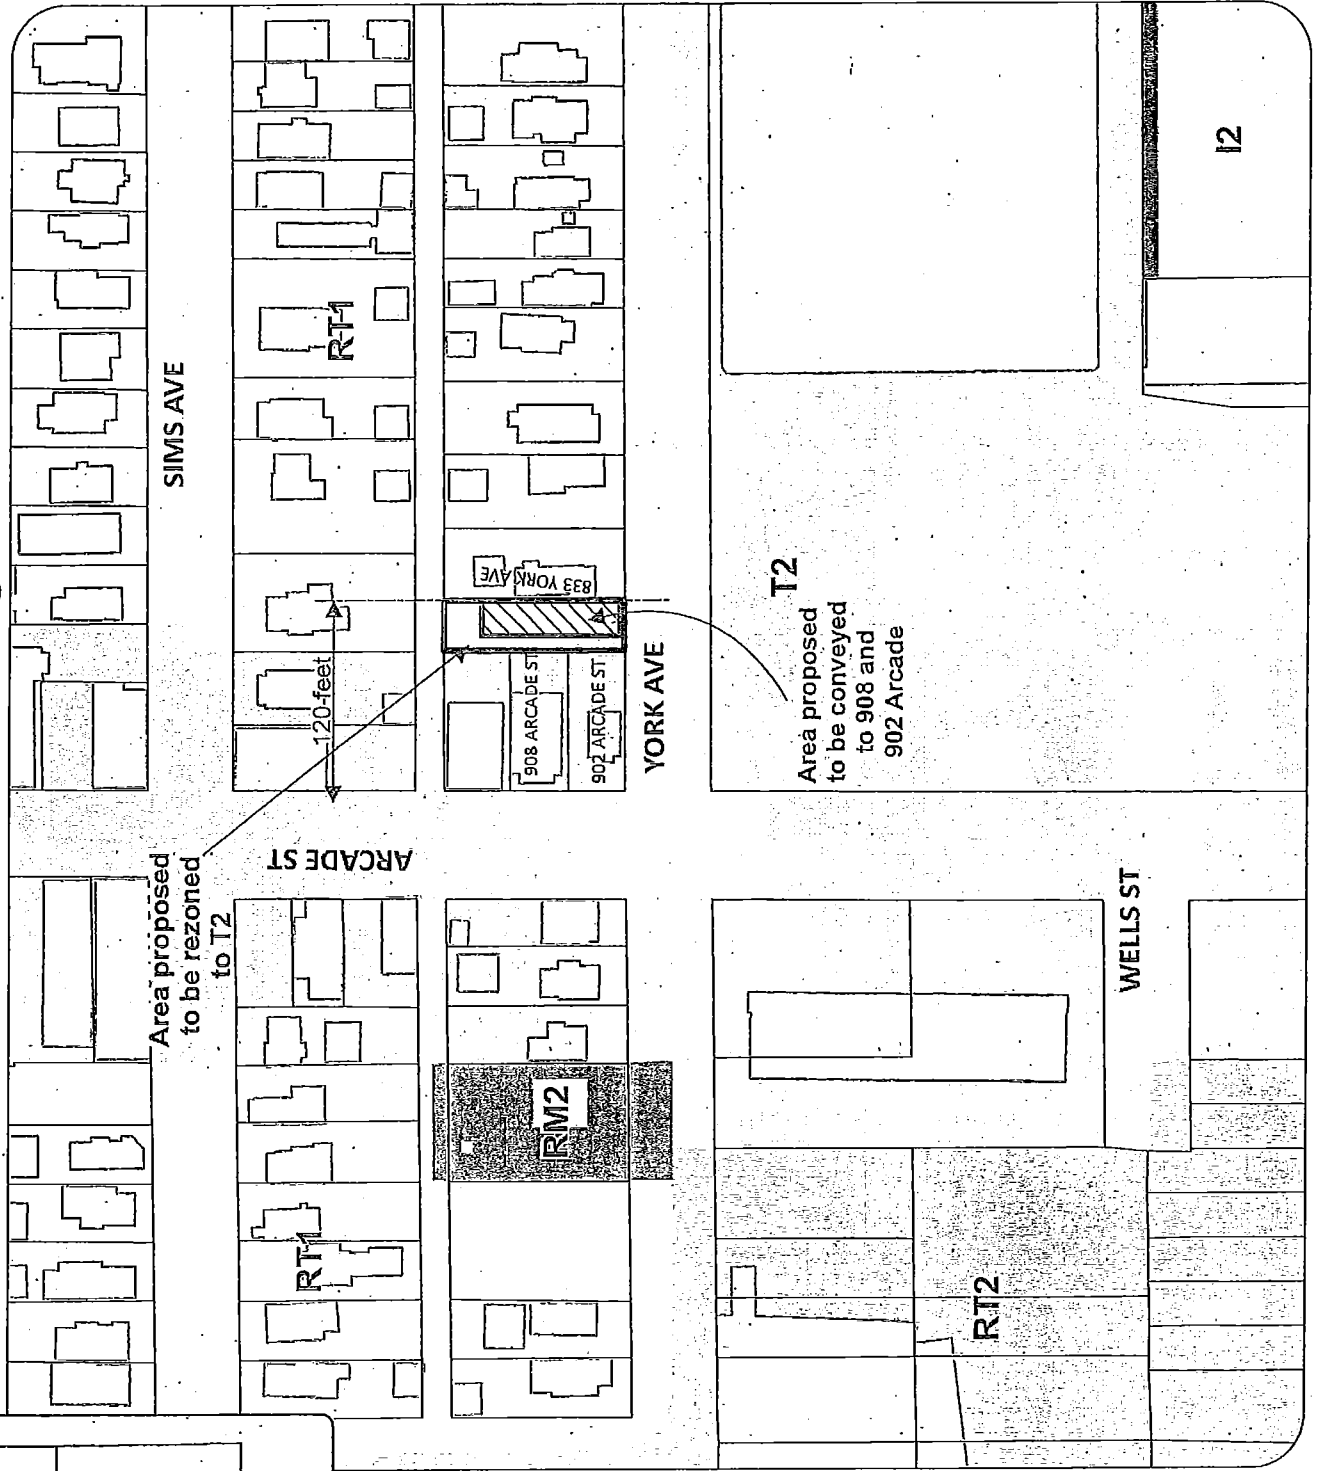 SIMS AVE
RT1
833 YORK AVE
120-feet
908 ARCADE ST
902 ARCADE ST
YORK AVE
T2
Area proposed
to be conveyed
to 908 and
902 Arcade
I2
ARCADE ST
Area proposed
to be rezoned
to T2
RM2
RT1
WELLS ST
RT2